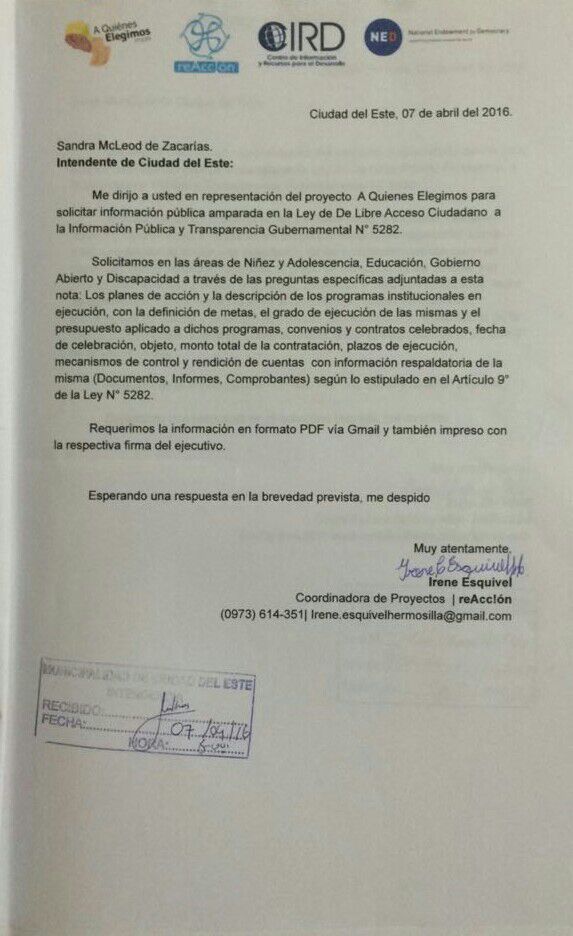 A Quiénes
Elegimos
reAcc!ón
CIRD
Centro de Información
y Recursos para el Desarrollo
NED
National Endowment for Democracy
Ciudad del Este, 07 de abril del 2016.
Sandra McLeod de Zacarías.
Intendente de Ciudad del Este:
Me dirijo a usted en representación del proyecto A Quienes Elegimos para
solicitar información pública amparada en la Ley de De Libre Acceso Ciudadano a
la Información Pública y Transparencia Gubernamental N° 5282.
Solicitamos en las áreas de Niñez y Adolescencia, Educación, Gobierno
Abierto y Discapacidad a través de las preguntas específicas adjuntadas a esta
nota: Los planes de acción y la descripción de los programas institucionales en
ejecución, con la definición de metas, el grado de ejecución de las mismas y el
presupuesto aplicado a dichos programas, convenios y contratos celebrados, fecha
de celebración, objeto, monto total de la contratación, plazos de ejecución,
mecanismos de control y rendición de cuentas con información respaldatoria de la
misma (Documentos, Informes, Comprobantes) según lo estipulado en el Artículo 9°
de la Ley N° 5282.
Requerimos la información en formato PDF vía Gmail y también impreso con
la respectiva firma del ejecutivo.
Esperando una respuesta en la brevedad prevista, me despido
Muy atentamente,
Irene Esquivel
Coordinadora de Proyectos | reAcc!ón
(0973) 614-351| Irene.esquivelhermosilla@gmail.com
MUNICIPALIDAD DE CIUDAD DEL ESTE
INTENDENCIA
RECIBIDO:
FECHA: 07/04/16
HORA: